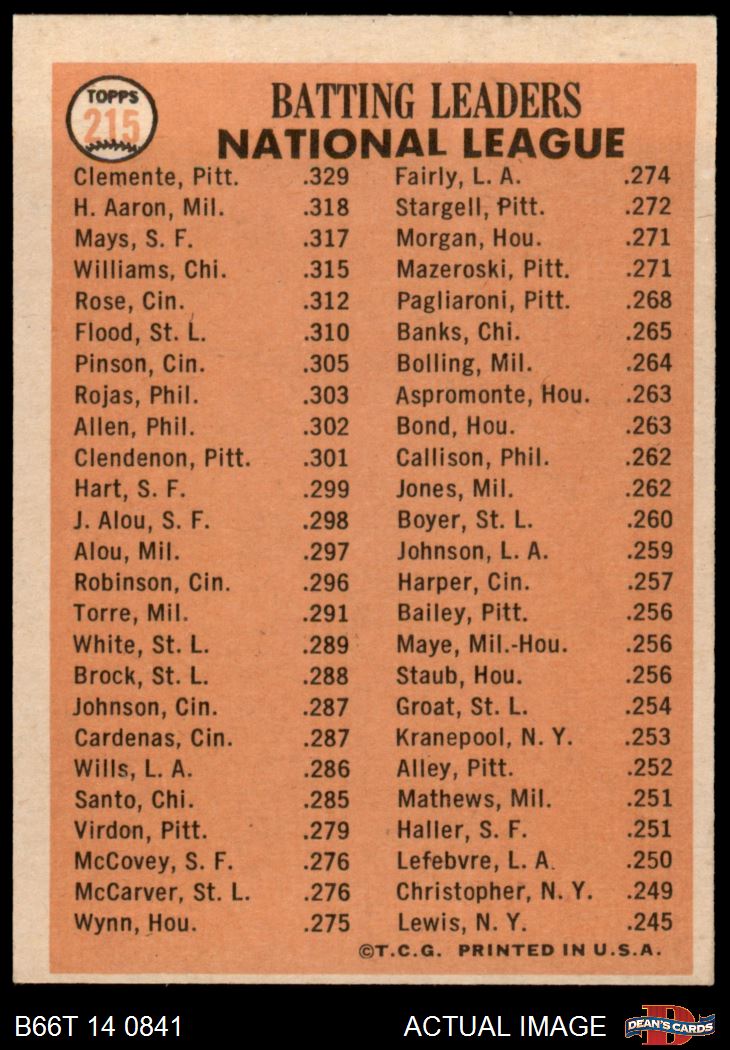 TOPPS
215
BATTING LEADERS
NATIONAL LEAGUE
Clemente, Pitt. .329
H. Aaron, Mil. .318
Mays, S. F. .317
Williams, Chi. .315
Rose, Cin. .312
Flood, St. L. .310
Pinson, Cin. .305
Rojas, Phil. .303
Allen, Phil. .302
Clendenon, Pitt. .301
Hart, S. F. .299
J. Alou, S. F. .298
Alou, Mil. .297
Robinson, Cin. .296
Torre, Mil. .291
White, St. L. .289
Brock, St. L. .288
Johnson, Cin. .287
Cardenas, Cin. .287
Wills, L. A. .286
Santo, Chi. .285
Virdon, Pitt. .279
McCovey, S. F. .276
McCarver, St. L. .276
Wynn, Hou. .275
Fairly, L. A. .274
Stargell, Pitt. .272
Morgan, Hou. .271
Mazeroski, Pitt. .271
Pagliaroni, Pitt. .268
Banks, Chi. .265
Bolling, Mil. .264
Aspromonte, Hou. .263
Bond, Hou. .263
Callison, Phil. .262
Jones, Mil. .262
Boyer, St. L. .260
Johnson, L. A. .259
Harper, Cin. .257
Bailey, Pitt. .256
Maye, Mil.-Hou. .256
Staub, Hou. .256
Groat, St. L. .254
Kranepool, N. Y. .253
Alley, Pitt. .252
Mathews, Mil. .251
Haller, S. F. .251
Lefebvre, L. A. .250
Christopher, N. Y. .249
Lewis, N. Y. .245
©T.C.G. PRINTED IN U.S.A.
B66T 14 0841 ACTUAL IMAGE
D
DEAN'S CARDS